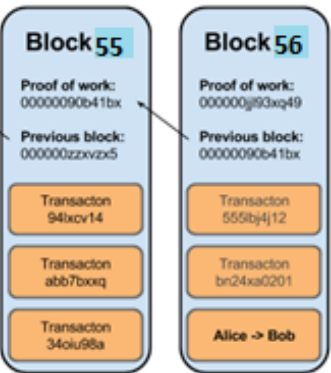 Block 55
Proof of work:
00000090b41bx
Previous block:
000000zzxvzx5
Transacton
94lxcv14
Transacton
abb7bxxq
Transacton
34oiu98a
Block 56
Proof of work:
000000jjl93xq49
Previous block:
00000090b41bx
Transacton
555lbj4j12
Transacton
bn24xa0201
Alice -> Bob